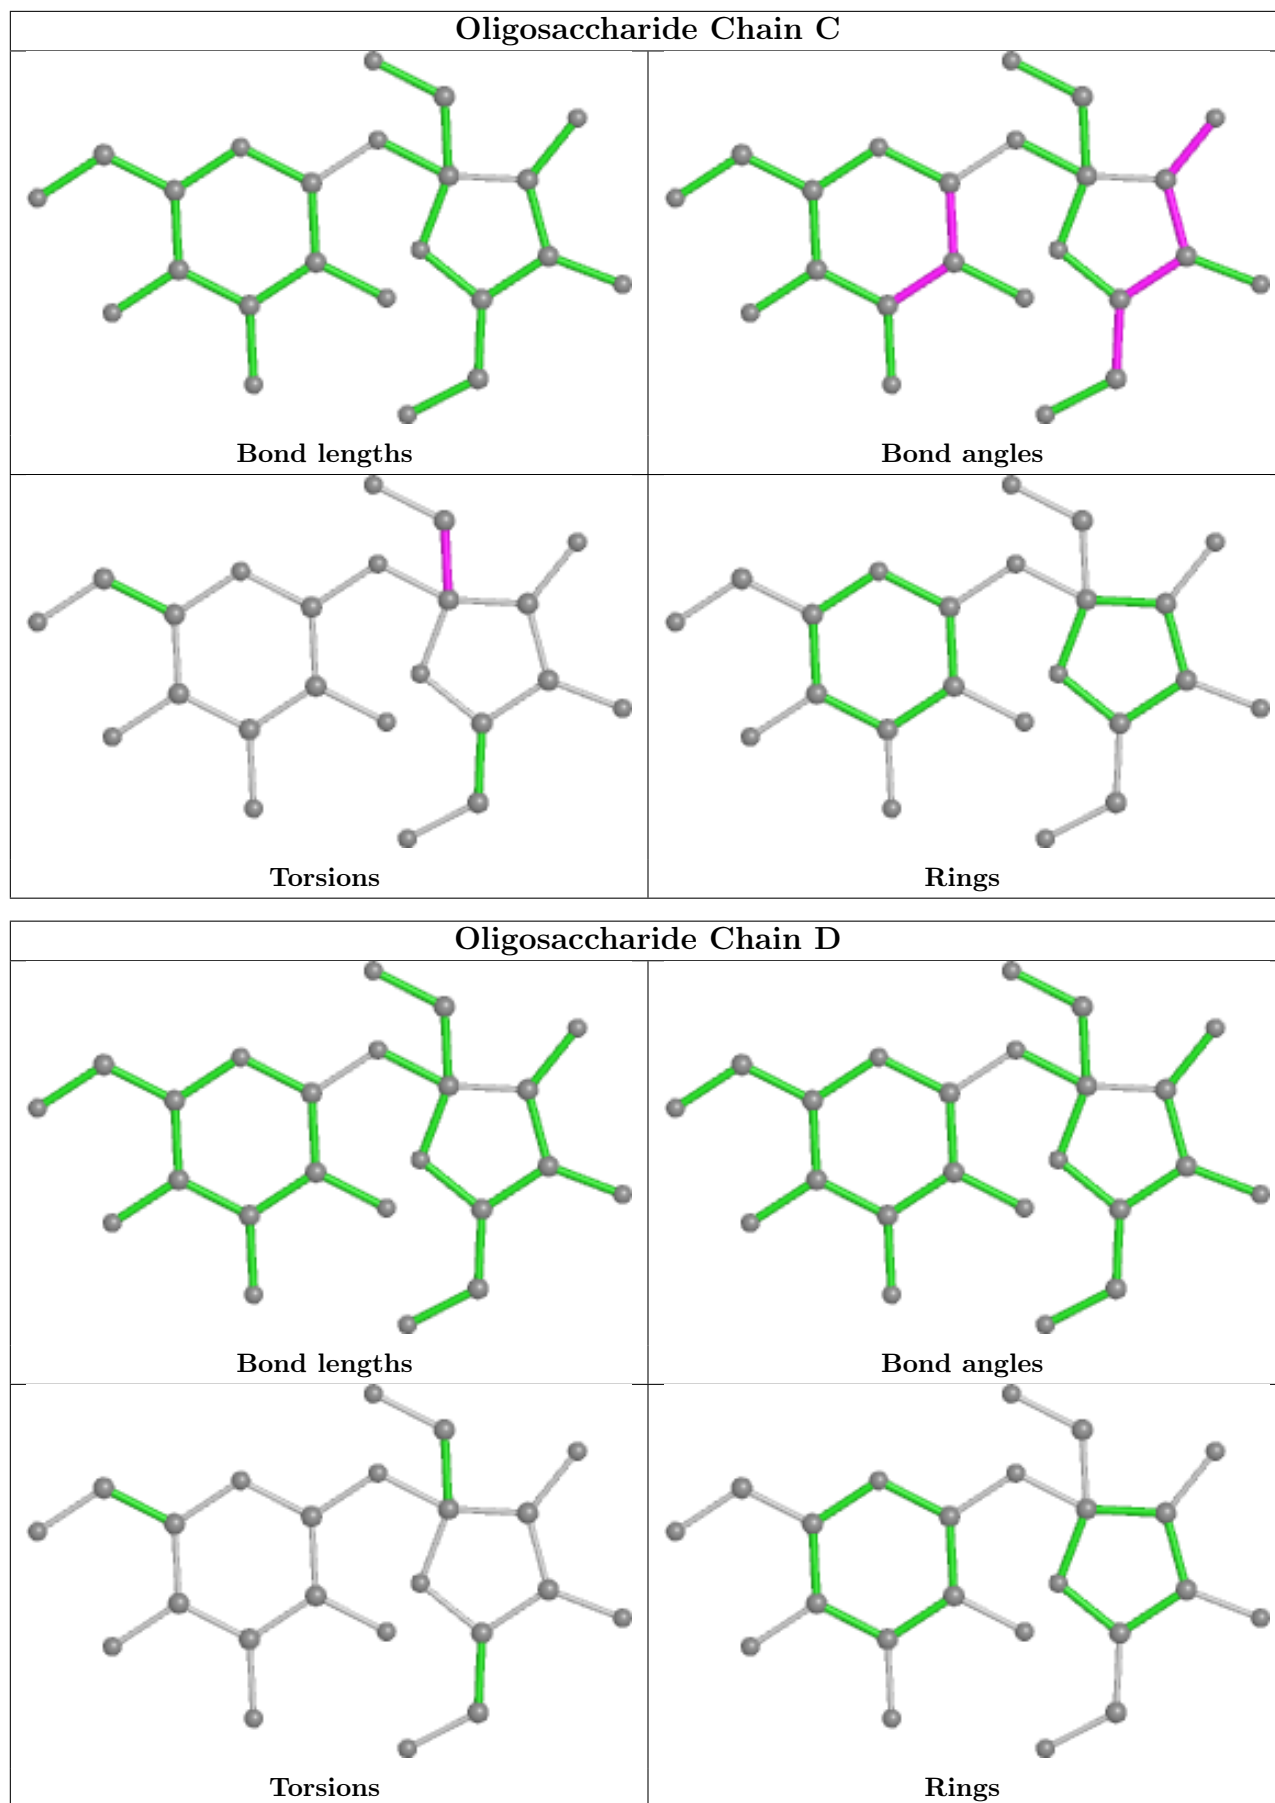 Oligosaccharide Chain C
Bond lengths
Bond angles
Torsions
Rings
Oligosaccharide Chain D
Bond lengths
Bond angles
Torsions
Rings